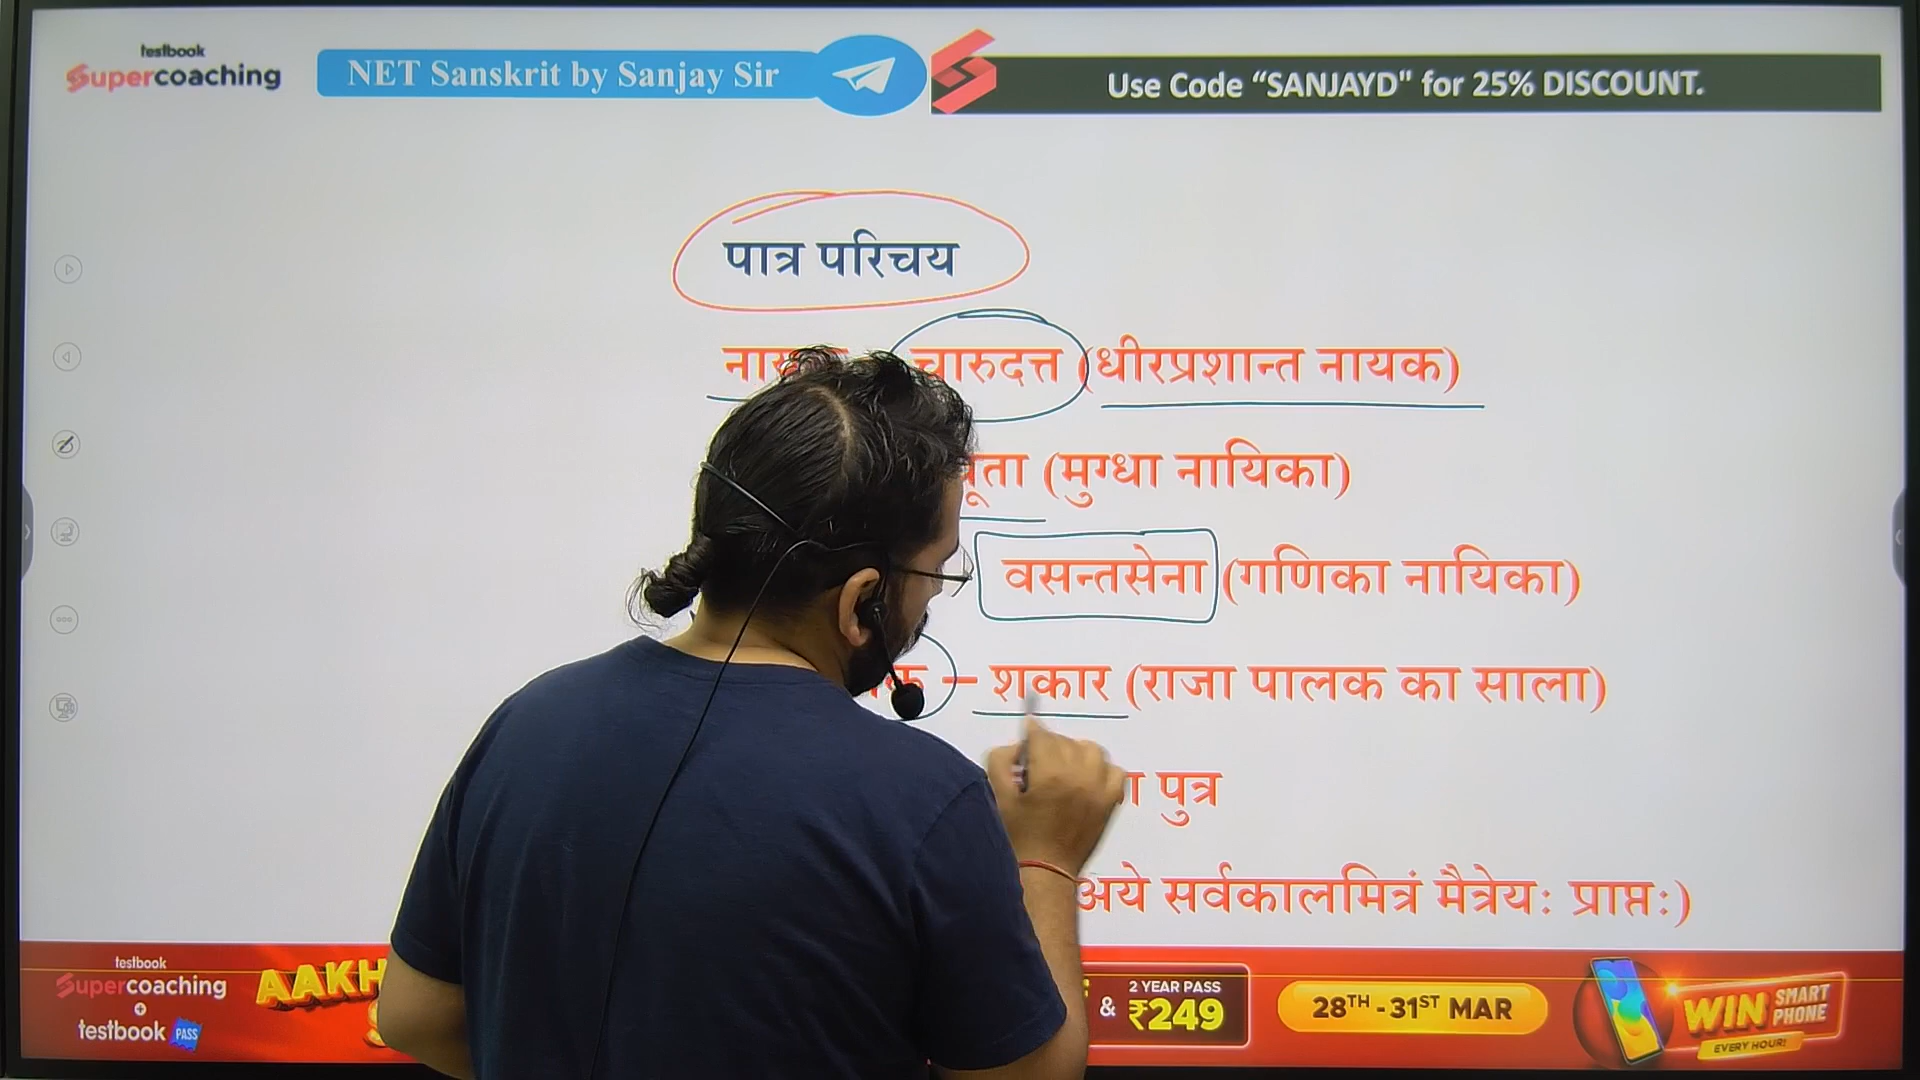 testbook
Supercoaching
NET Sanskrit by Sanjay Sir
Use Code “SANJAYD" for 25% DISCOUNT.
पात्र परिचय
चारुदत्त (धीरप्रशान्त नायक)
(मुग्धा नायिका)
वसन्तसेना (गणिका नायिका)
– शकार (राजा पालक का साला)
पुत्र
अये सर्वकालमित्रं मैत्रेयः प्राप्तः)
testbook
Supercoaching
+
testbook PASS
& 2 YEAR PASS
₹249
28TH - 31ST MAR
WIN SMART PHONE
EVERY HOUR!